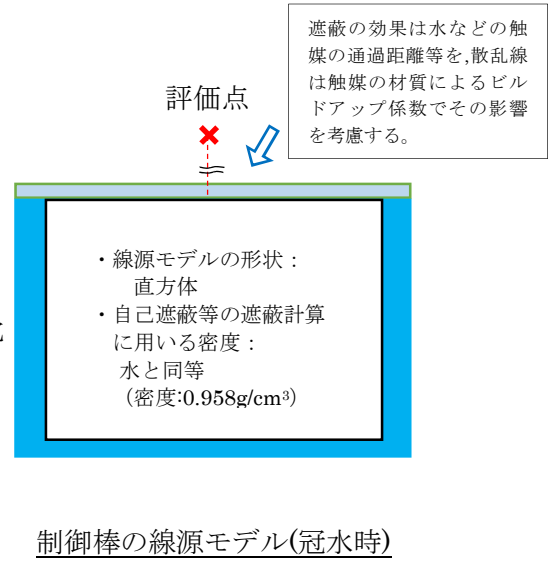 遮蔽の効果は水などの触
媒の通過距離等を,散乱線
は触媒の材質によるビル
ドアップ係数でその影響
を考慮する。
評価点
・線源モデルの形状：
直方体
・自己遮蔽等の遮蔽計算
に用いる密度：
水と同等
（密度:0.958g/cm³）
制御棒の線源モデル(冠水時)